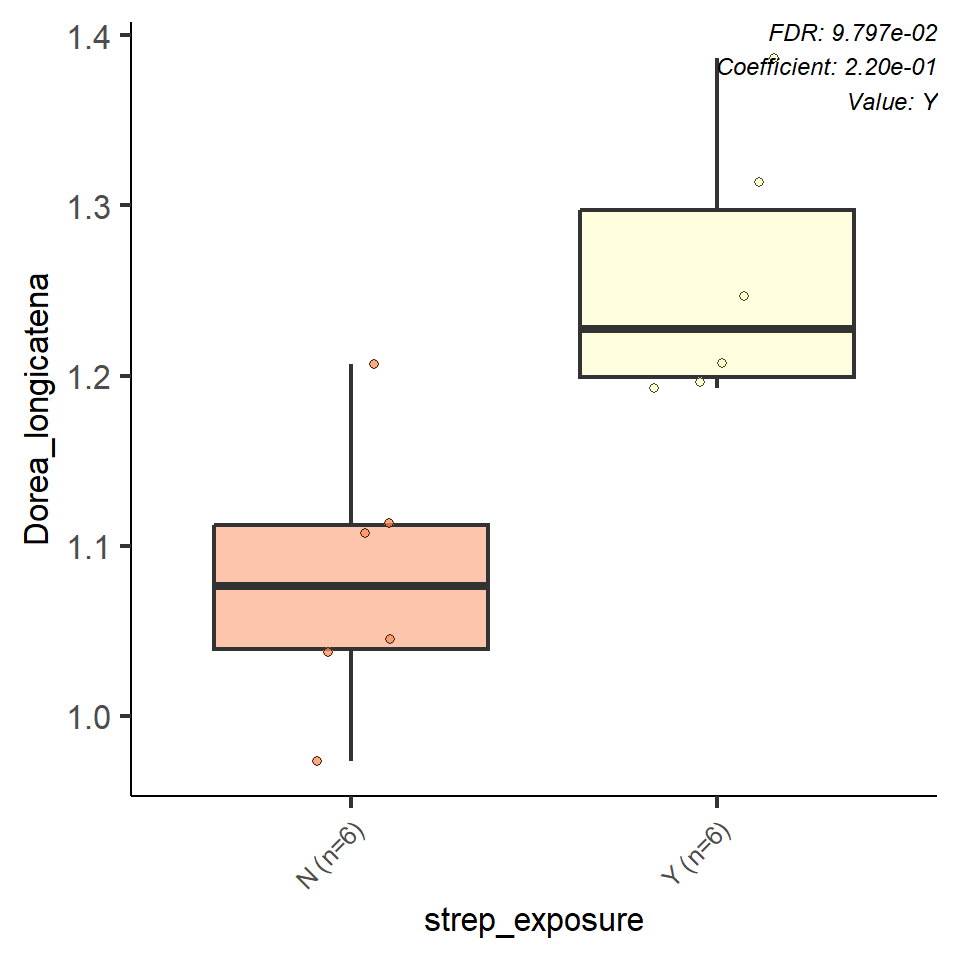 FDR: 9.797e-02
Coefficient: 2.20e-01
Value: Y
1.4
1.3
1.2
1.1
1.0
Dorea_longicatena
N (n=6)
Y (n=6)
strep_exposure